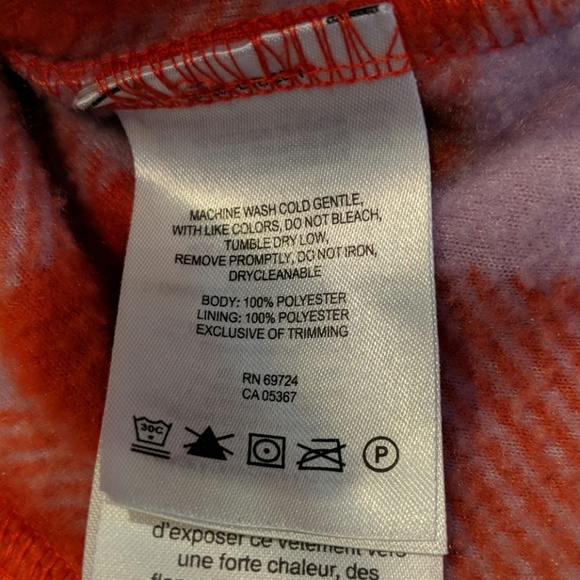 MACHINE WASH COLD GENTLE,
WITH LIKE COLORS, DO NOT BLEACH,
TUMBLE DRY LOW,
REMOVE PROMPTLY, DO NOT IRON,
DRYCLEANABLE
BODY: 100% POLYESTER
LINING: 100% POLYESTER
EXCLUSIVE OF TRIMMING
RN 69724
CA 05367
30C
P
d'exposer ce vêtement vers
une forte chaleur, des